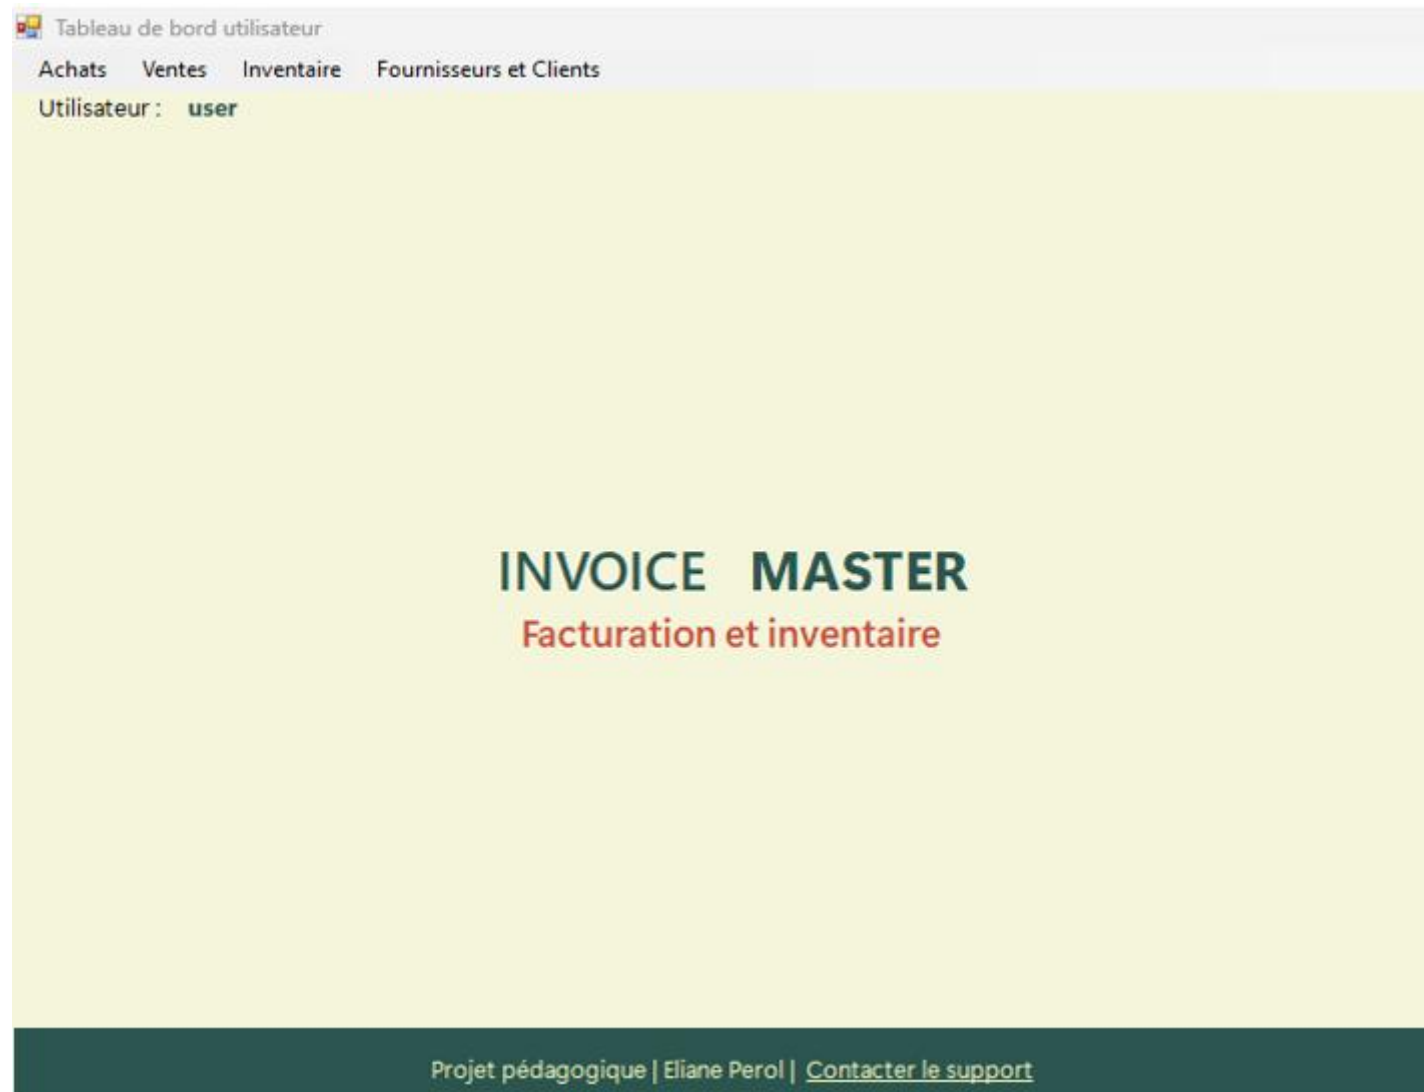 Tableau de bord utilisateur
Achats Ventes Inventaire Fournisseurs et Clients
Utilisateur : user
INVOICE MASTER
Facturation et inventaire
Projet pédagogique | Eliane Perol | Contacter le support